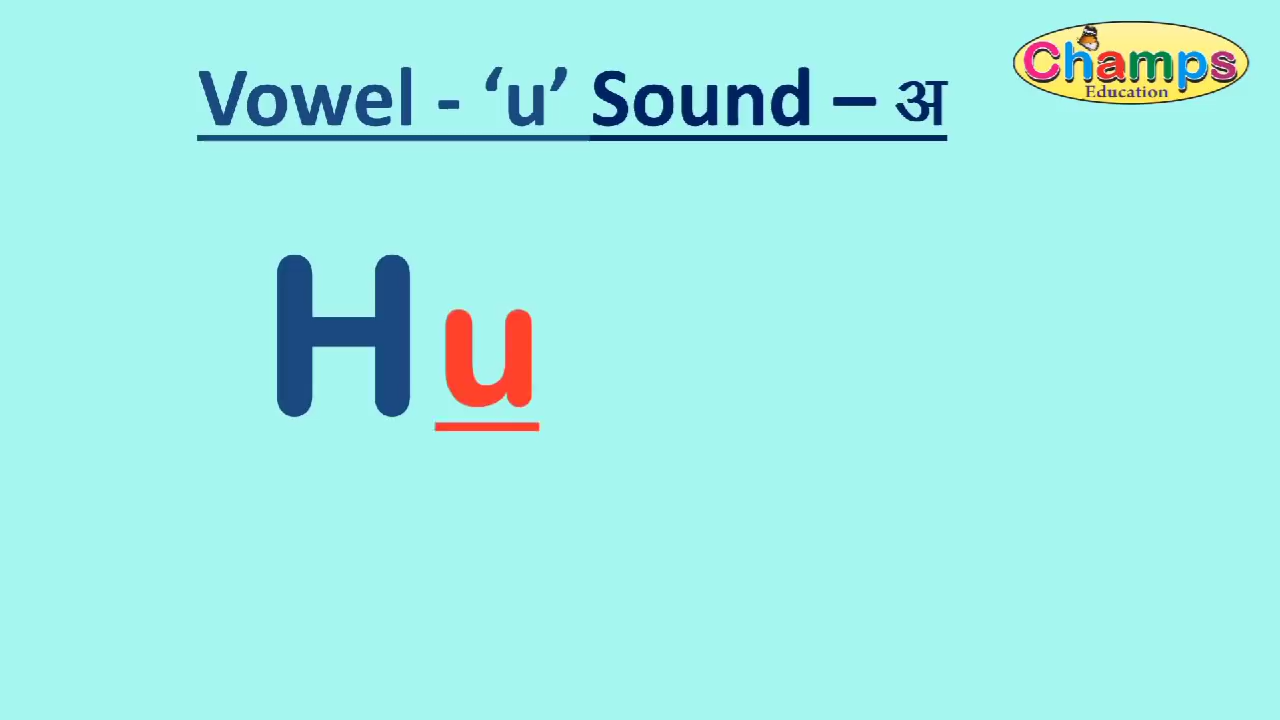 Vowel - ‘u’ Sound – अ
Champs
Education
Hu